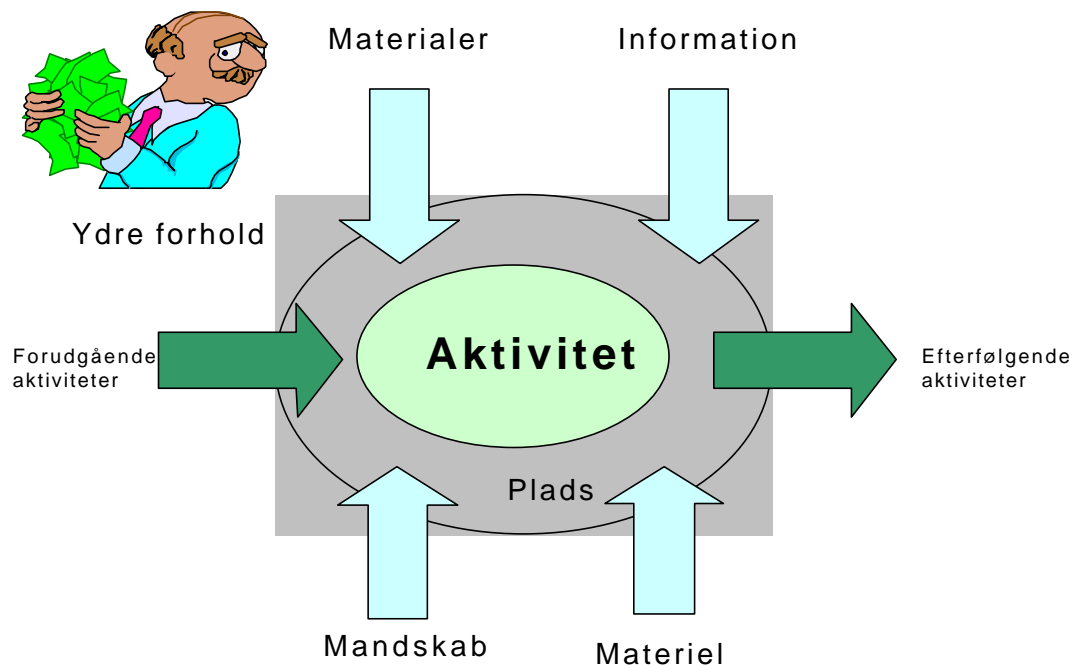 Materialer
Information
Ydre forhold
Forudgående
aktiviteter
Aktivitet
Efterfølgende
aktiviteter
Plads
Mandskab
Materiel